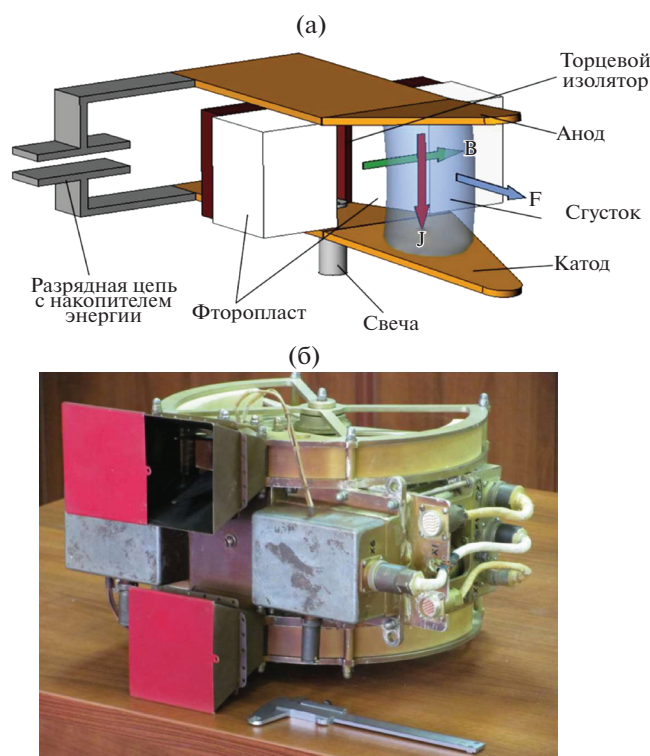 (а)
Торцевой
изолятор
Анод
B
F
Сгусток
J
Катод
Разрядная цепь
с накопителем
энергии
Фторопласт
Свеча
(б)